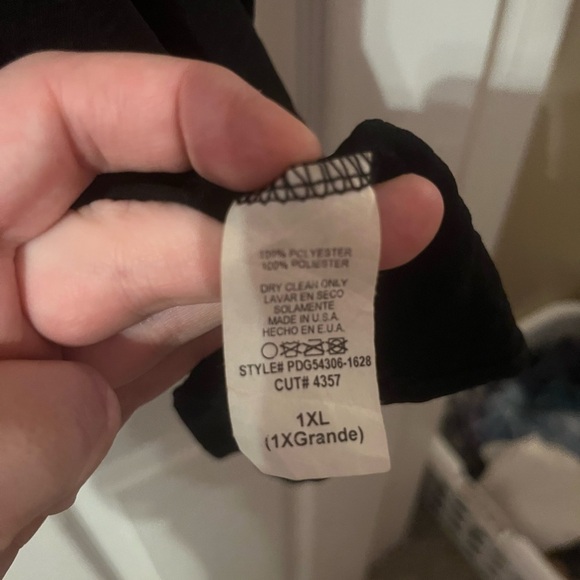 100% POLYESTER
100% POLIESTER
DRY CLEAN ONLY
LAVAR EN SECO
SOLAMENTE
MADE IN U.S.A.
HECHO EN E.U.A.
STYLE# PDG54306-1628
CUT# 4357
1XL
(1XGrande)